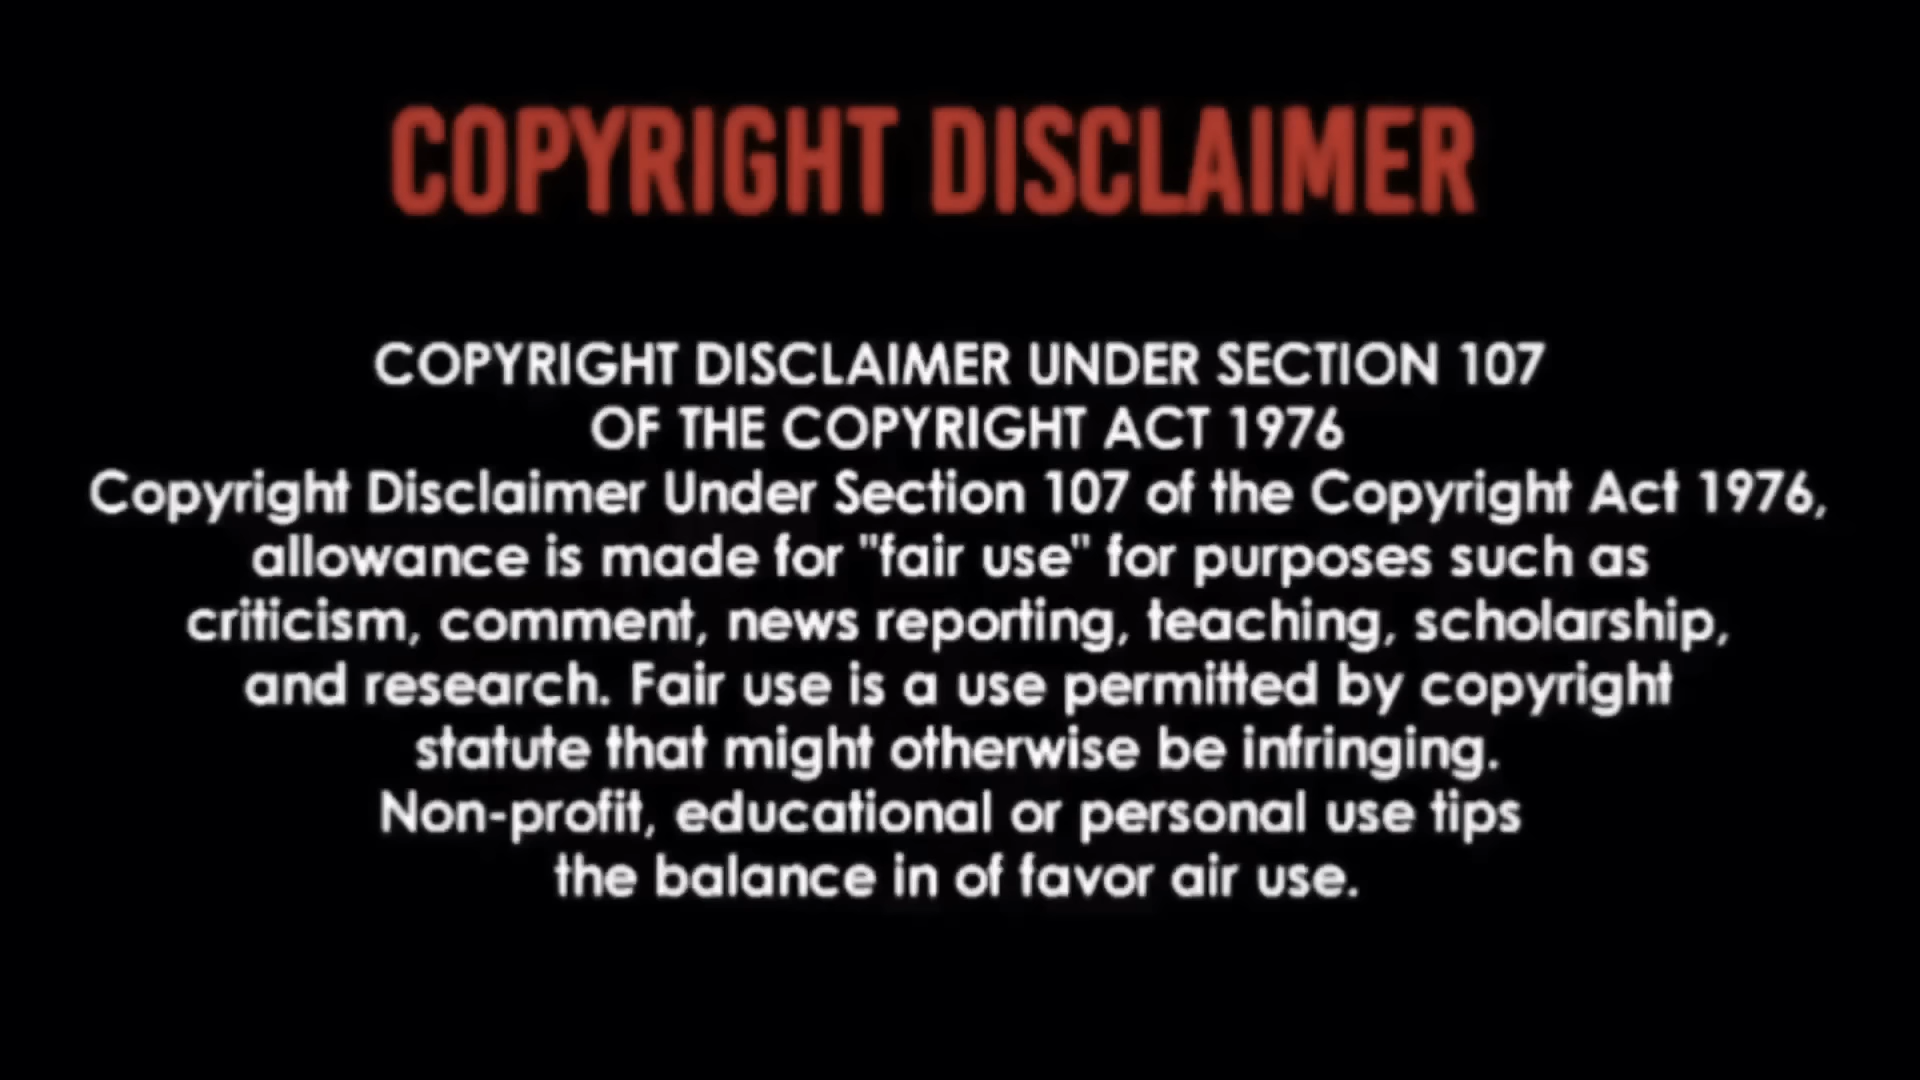 COPYRIGHT DISCLAIMER
COPYRIGHT DISCLAIMER UNDER SECTION 107
OF THE COPYRIGHT ACT 1976
Copyright Disclaimer Under Section 107 of the Copyright Act 1976,
allowance is made for "fair use" for purposes such as
criticism, comment, news reporting, teaching, scholarship,
and research. Fair use is a use permitted by copyright
statute that might otherwise be infringing.
Non-profit, educational or personal use tips
the balance in of favor air use.